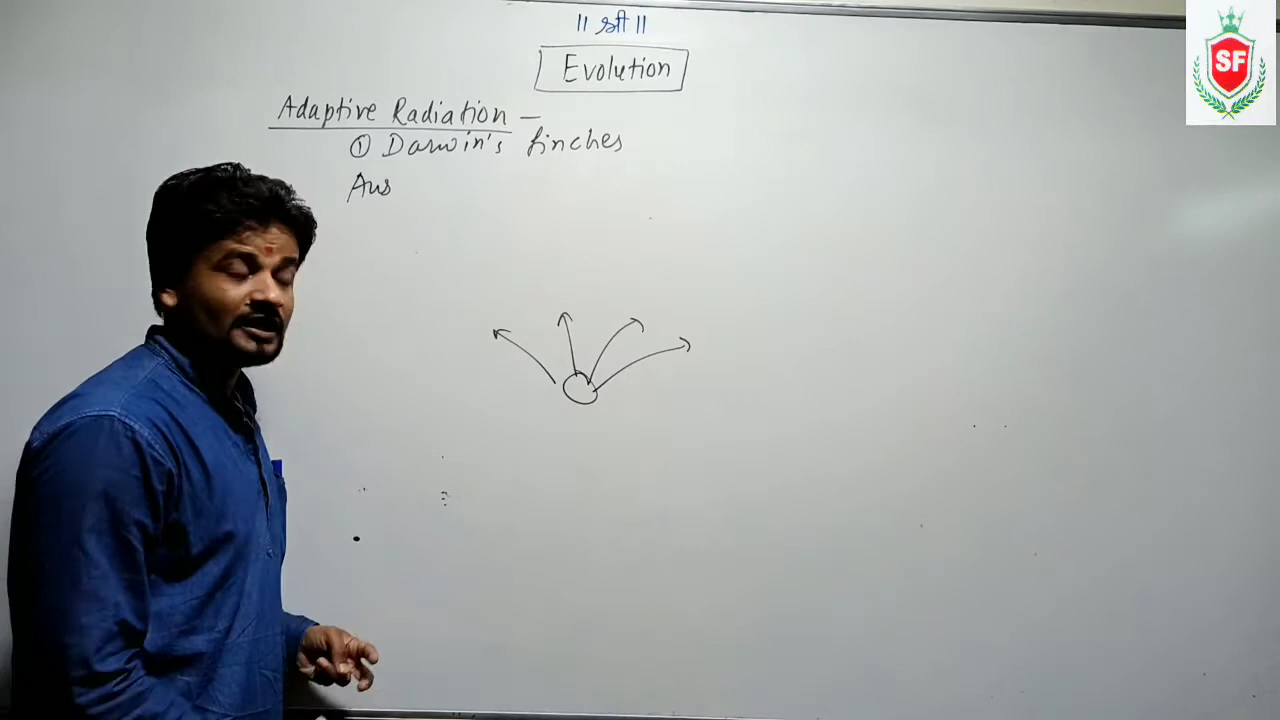 ॥ श्री ॥
Evolution
Adaptive Radiation –
① Darwin's finches
Aus
SF